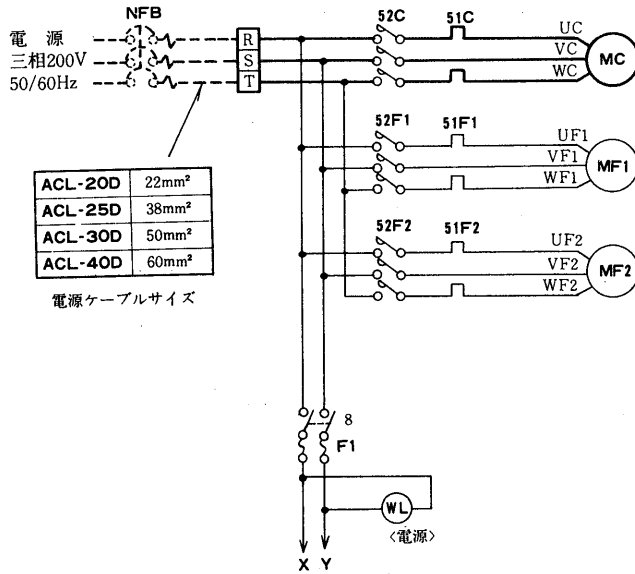 NFB
電源
三相200V
50/60Hz
R
S
T
52C
51C
UC
VC
WC
MC
52F1
51F1
UF1
VF1
WF1
MF1
52F2
51F2
UF2
VF2
WF2
MF2
ACL-20D 22mm²
ACL-25D 38mm²
ACL-30D 50mm²
ACL-40D 60mm²
電源ケーブルサイズ
8
F1
WL
〈電源〉
X Y